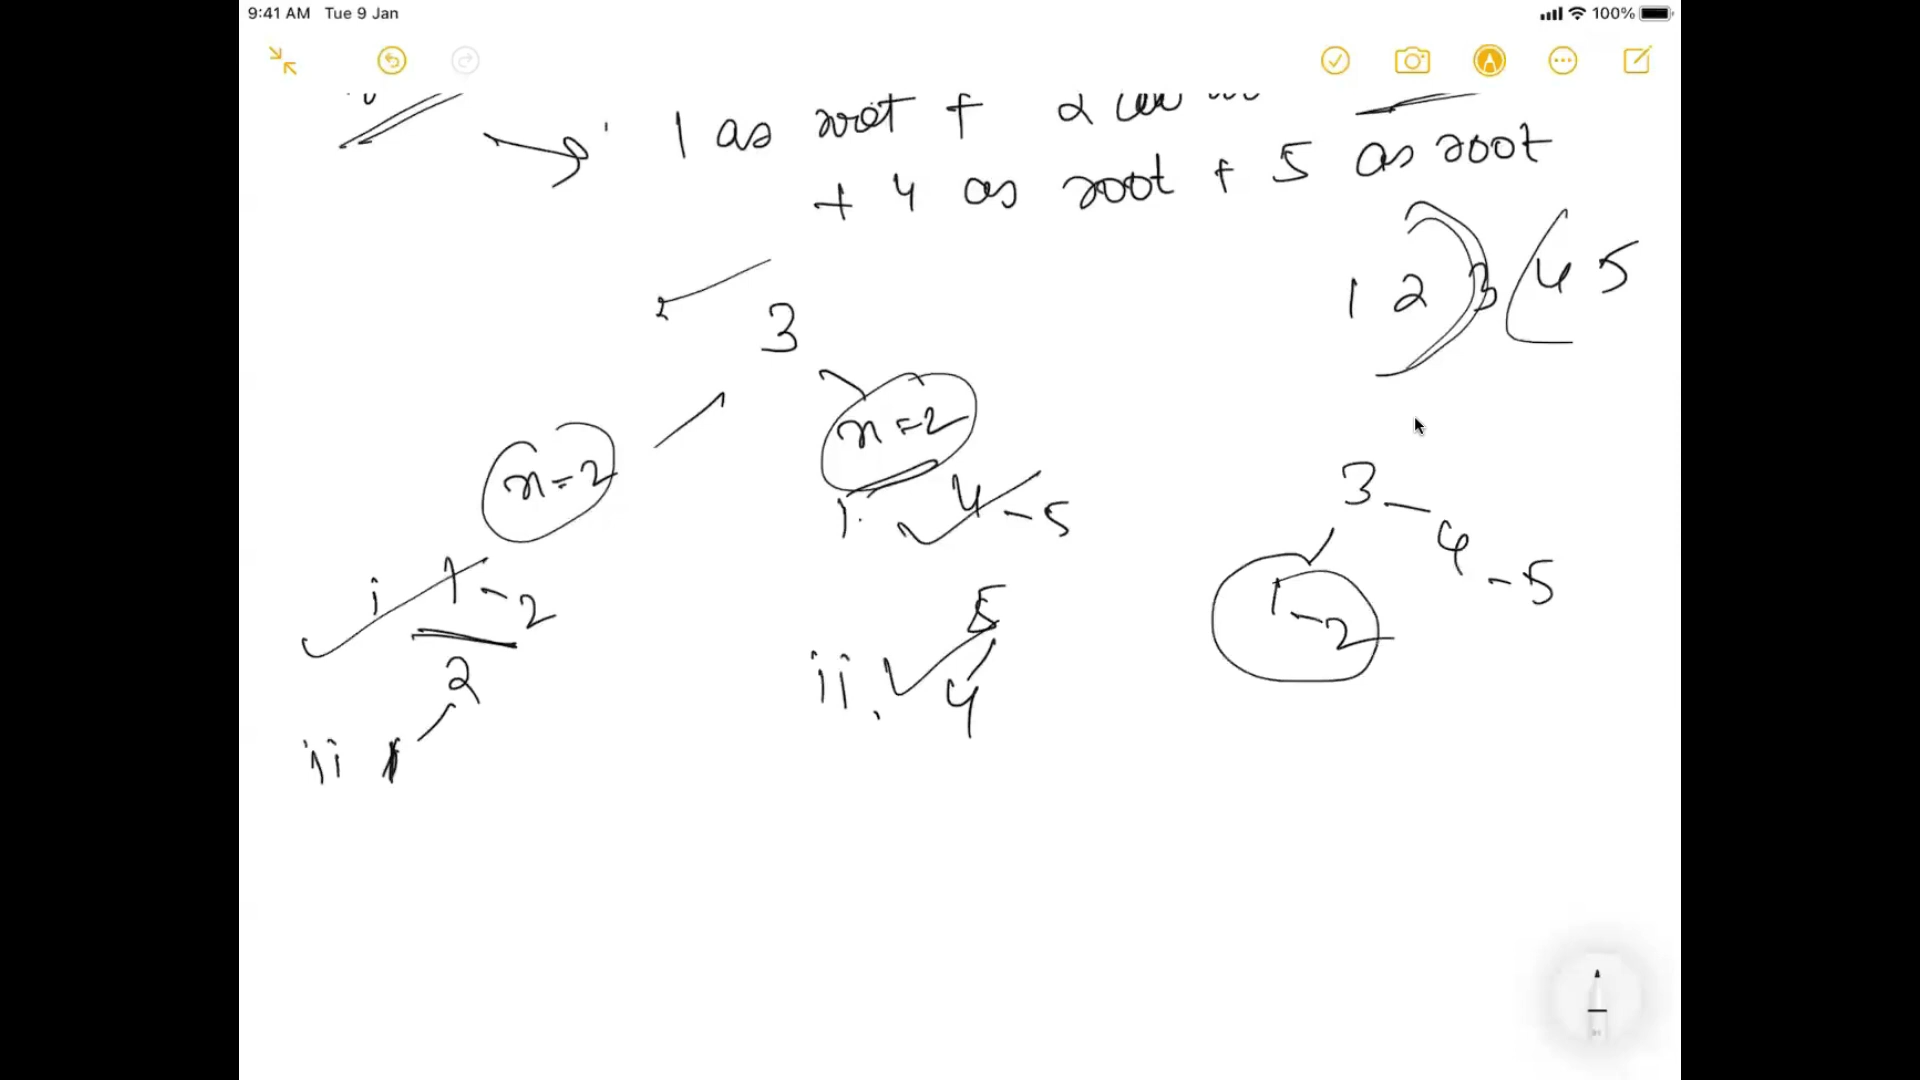 9:41 AM Tue 9 Jan 100%
1 as root + 2
+ 4 as root + 5 as root
1 2 3 4 5
3
n=2
n=2
i 1 - 2
i. 4 - 5
3 - 4 - 5
1 - 2
2
ii 1
5
ii. 4